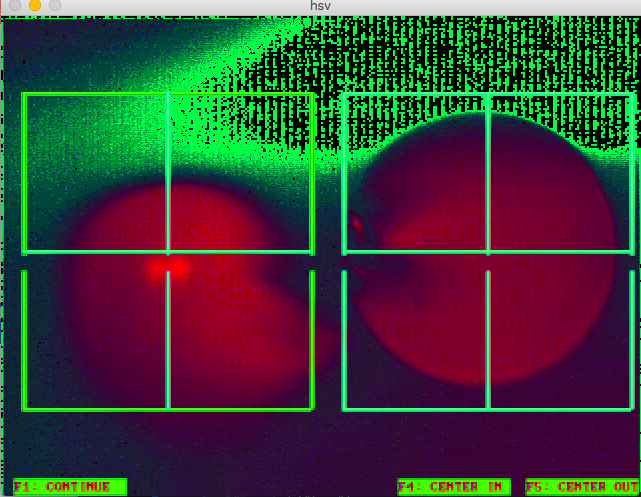 hsv
F1: CONTINUE
F4: CENTER IN
F5: CENTER OUT